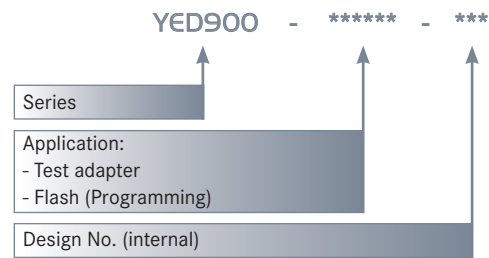 YED900 - ****** - ***
Series
Application:
- Test adapter
- Flash (Programming)
Design No. (internal)